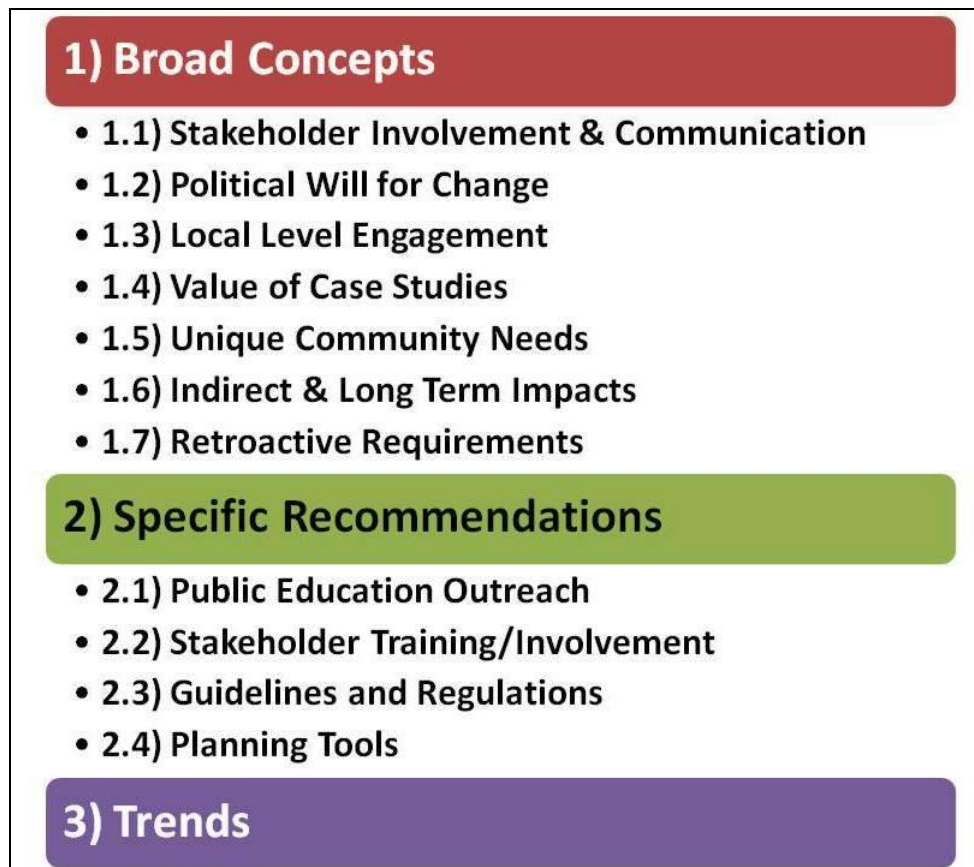 1) Broad Concepts
• 1.1) Stakeholder Involvement & Communication
• 1.2) Political Will for Change
• 1.3) Local Level Engagement
• 1.4) Value of Case Studies
• 1.5) Unique Community Needs
• 1.6) Indirect & Long Term Impacts
• 1.7) Retroactive Requirements
2) Specific Recommendations
• 2.1) Public Education Outreach
• 2.2) Stakeholder Training/Involvement
• 2.3) Guidelines and Regulations
• 2.4) Planning Tools
3) Trends